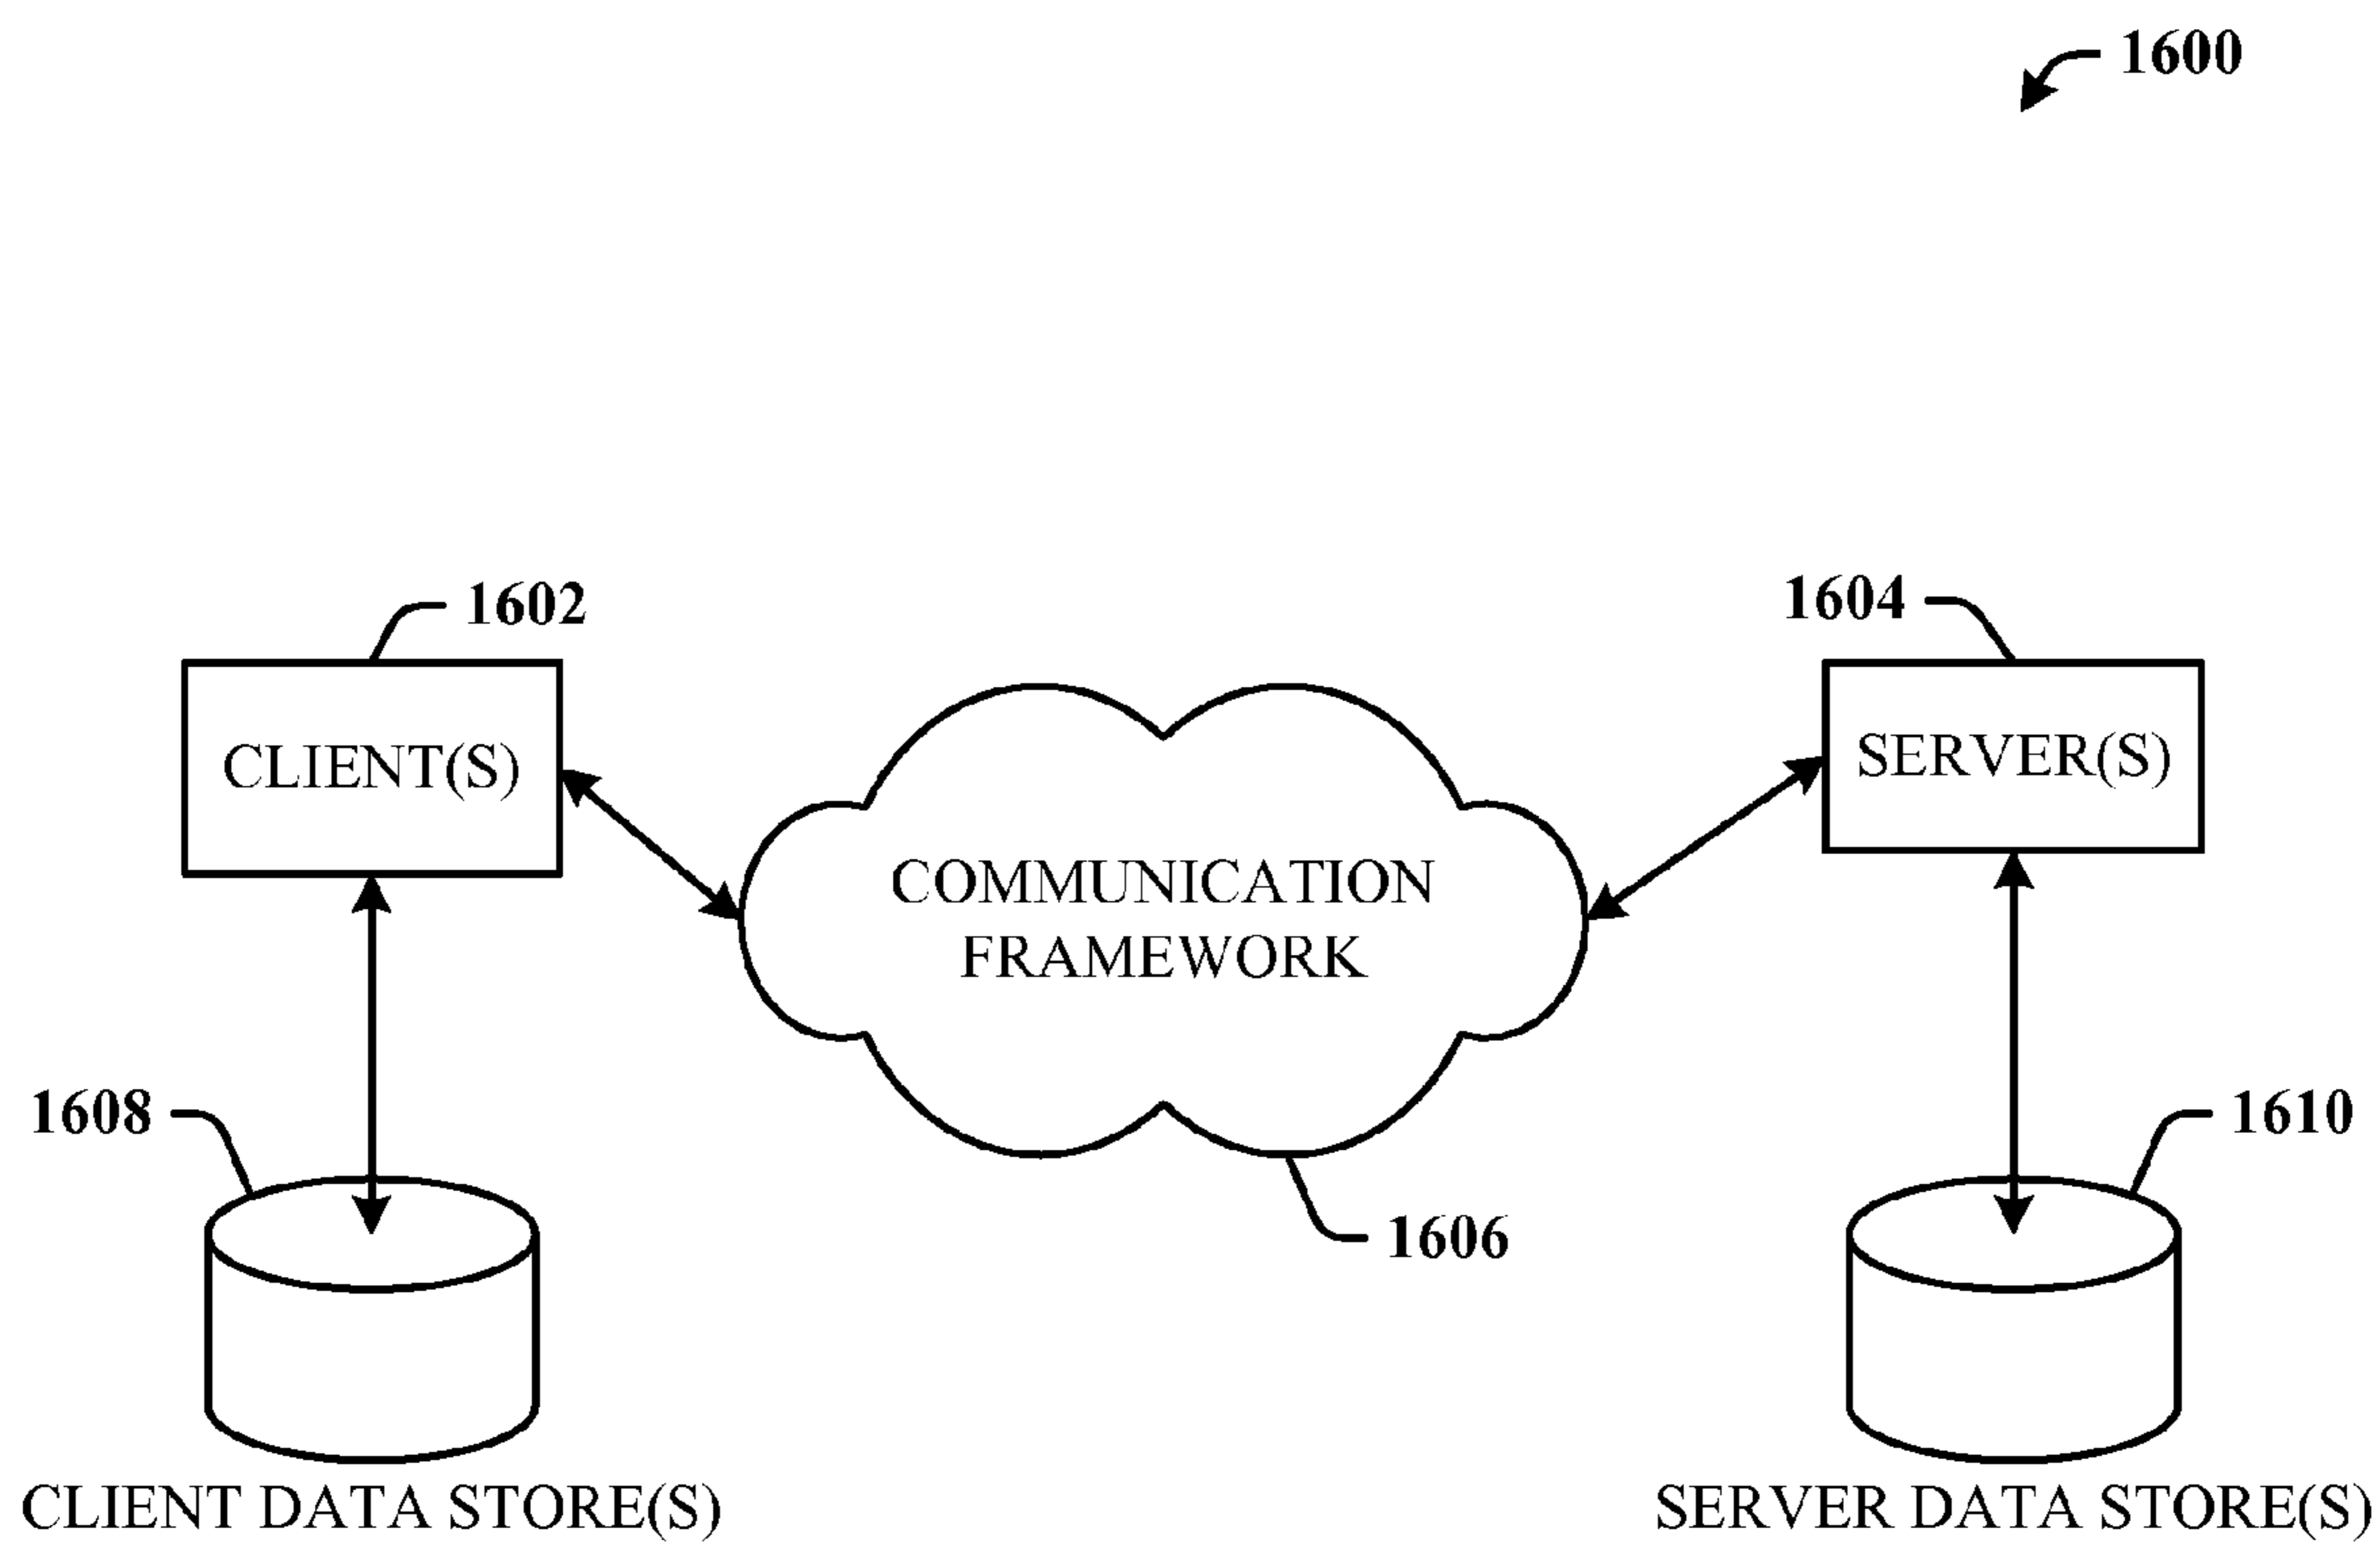 1600
1602
1604
CLIENT(S)
SERVER(S)
COMMUNICATION
FRAMEWORK
1608
1610
1606
CLIENT DATA STORE(S)
SERVER DATA STORE(S)